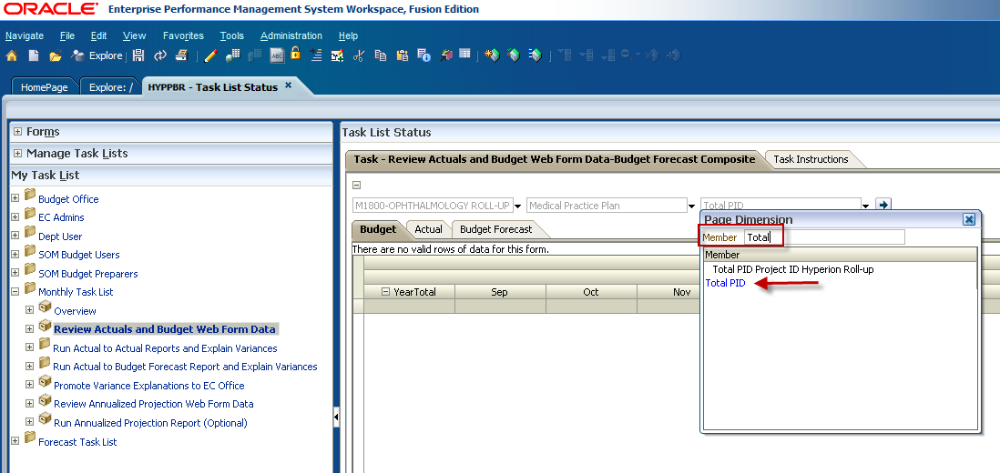 ORACLE Enterprise Performance Management System Workspace, Fusion Edition
Navigate File Edit View Favorites Tools Administration Help
Explore ABC
HomePage Explore: / HYPPBR - Task List Status
Forms
Manage Task Lists
My Task List
Budget Office
EC Admins
Dept User
SOM Budget Users
SOM Budget Preparers
Monthly Task List
Overview
Review Actuals and Budget Web Form Data
Run Actual to Actual Reports and Explain Variances
Run Actual to Budget Forecast Report and Explain Variances
Promote Variance Explanations to EC Office
Review Annualized Projection Web Form Data
Run Annualized Projection Report (Optional)
Forecast Task List
Task List Status
Task - Review Actuals and Budget Web Form Data-Budget Forecast Composite Task Instructions
M1800-OPHTHALMOLOGY ROLL-UP Medical Practice Plan Total PID
Budget Actual Budget Forecast
There are no valid rows of data for this form.
YearTotal Sep Oct Nov
Page Dimension
Member Total
Member
Total PID Project ID Hyperion Roll-up
Total PID